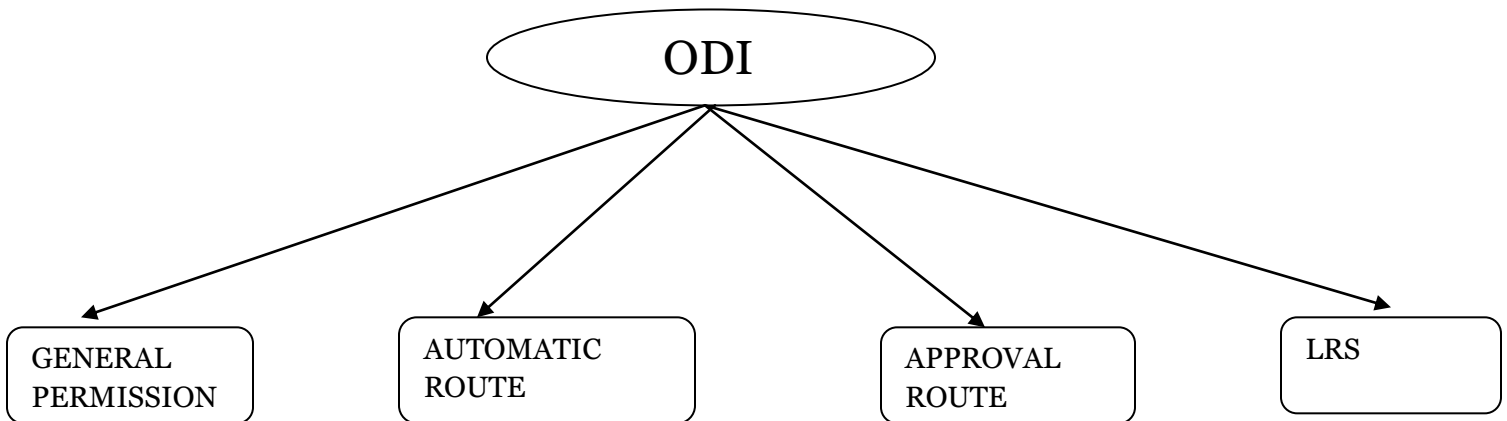 ODI
GENERAL
PERMISSION
AUTOMATIC
ROUTE
APPROVAL
ROUTE
LRS